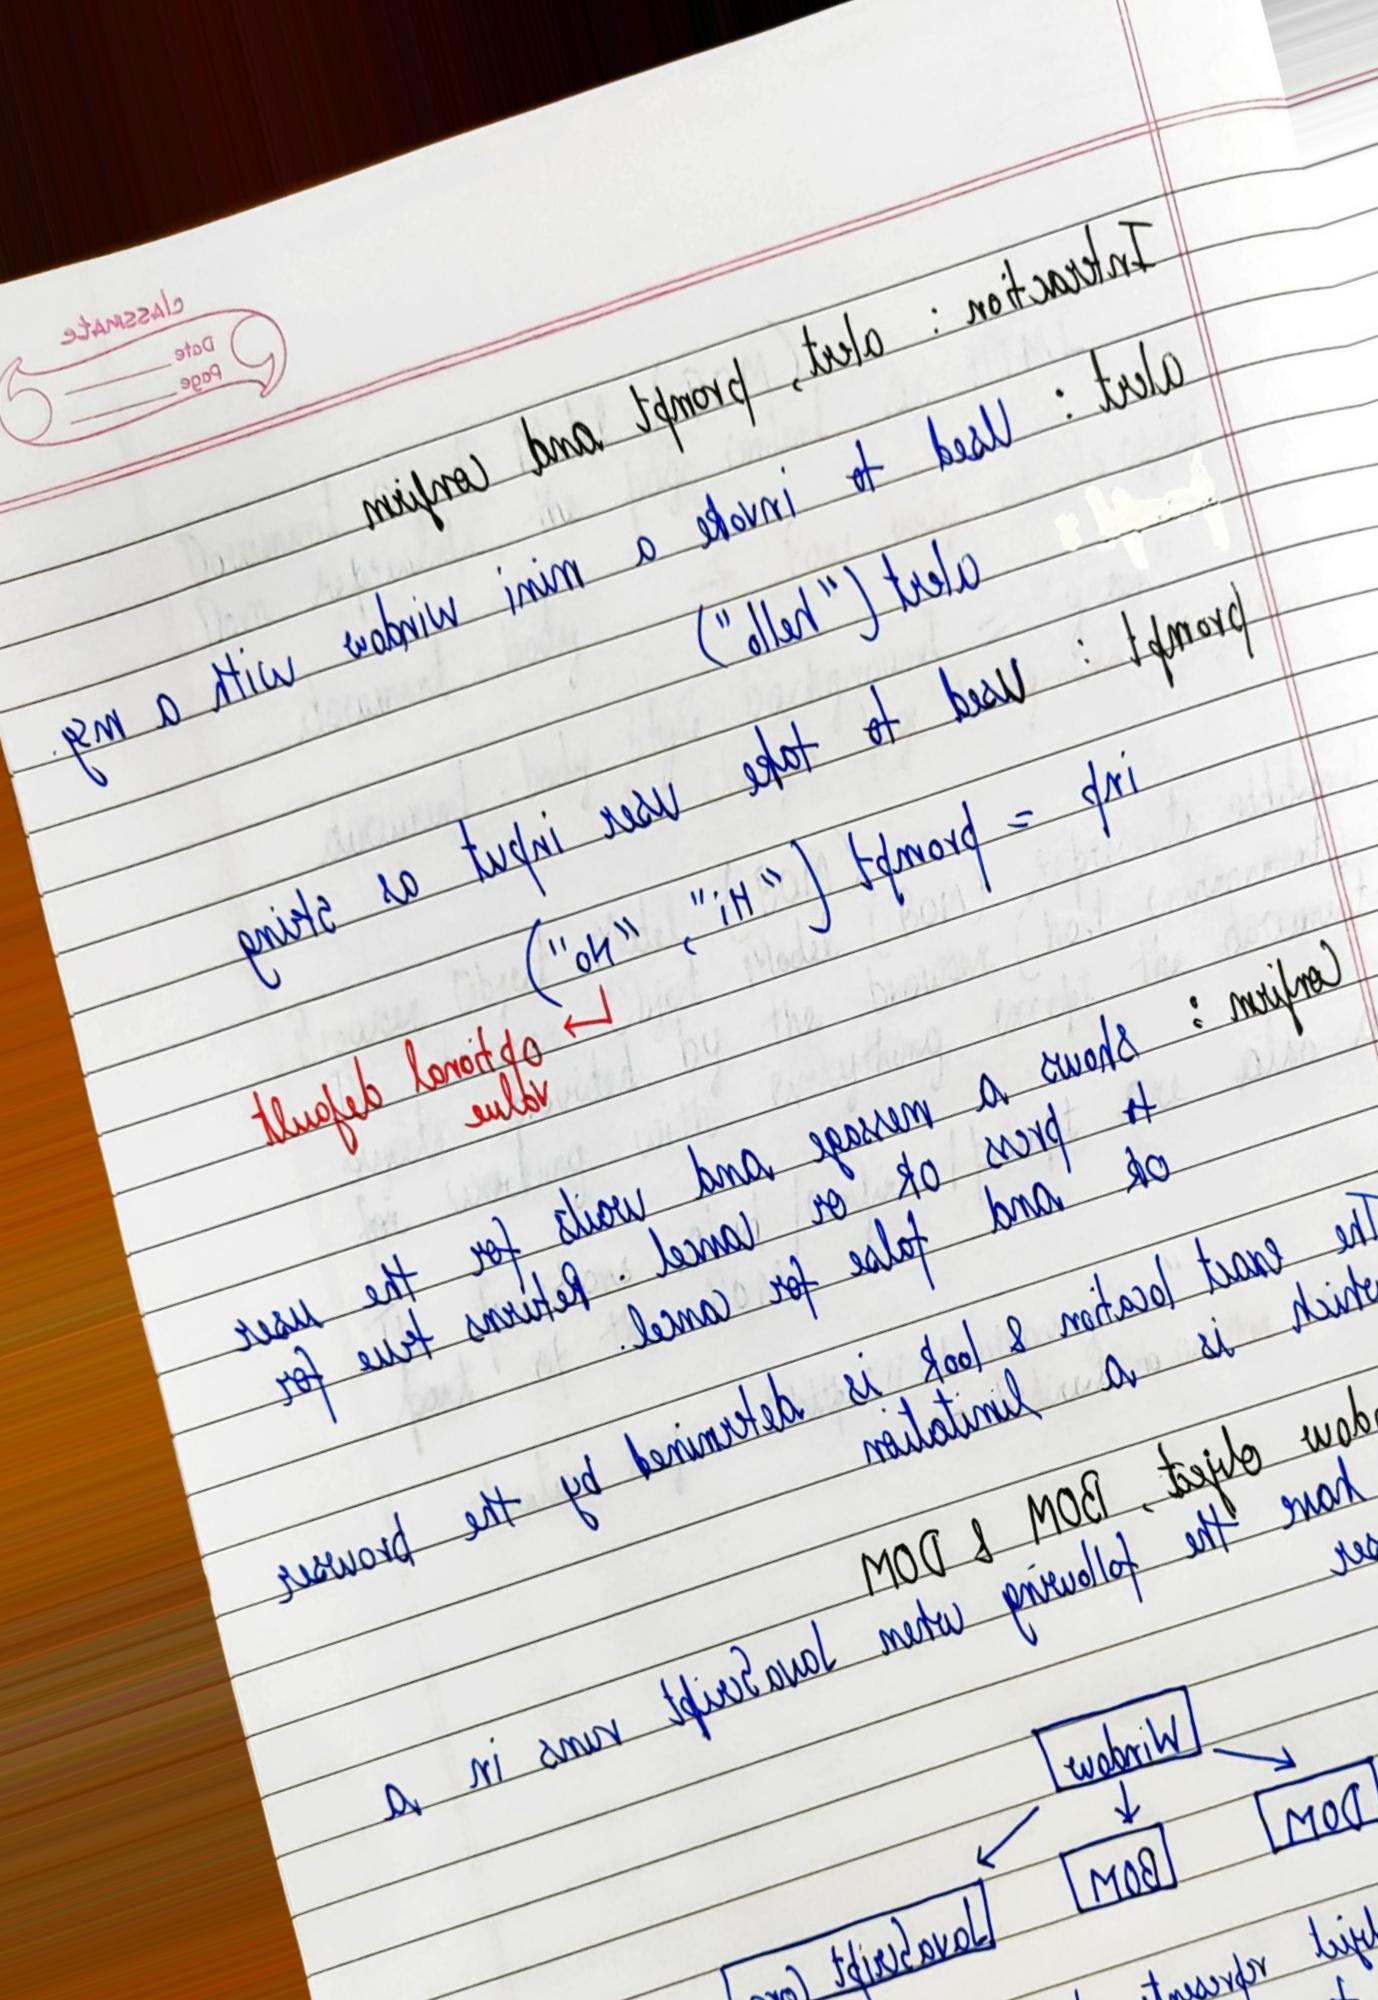 classmate
Date
Page
Interaction : alert, prompt and confirm
alert : Used to invoke a mini window with a msg.
alert ("hello")
prompt : Used to take user input as string
inp = prompt ("Hi", "No")
optional default
value
confirm : shows a message and waits for the user
to press ok or cancel. Returns true for
ok and false for cancel.
The exact location & look is determined by the browser
which is a limitation
object, BOM & DOM
have the following when JavaScript runs in a
Window
DOM
BOM
JavaScript